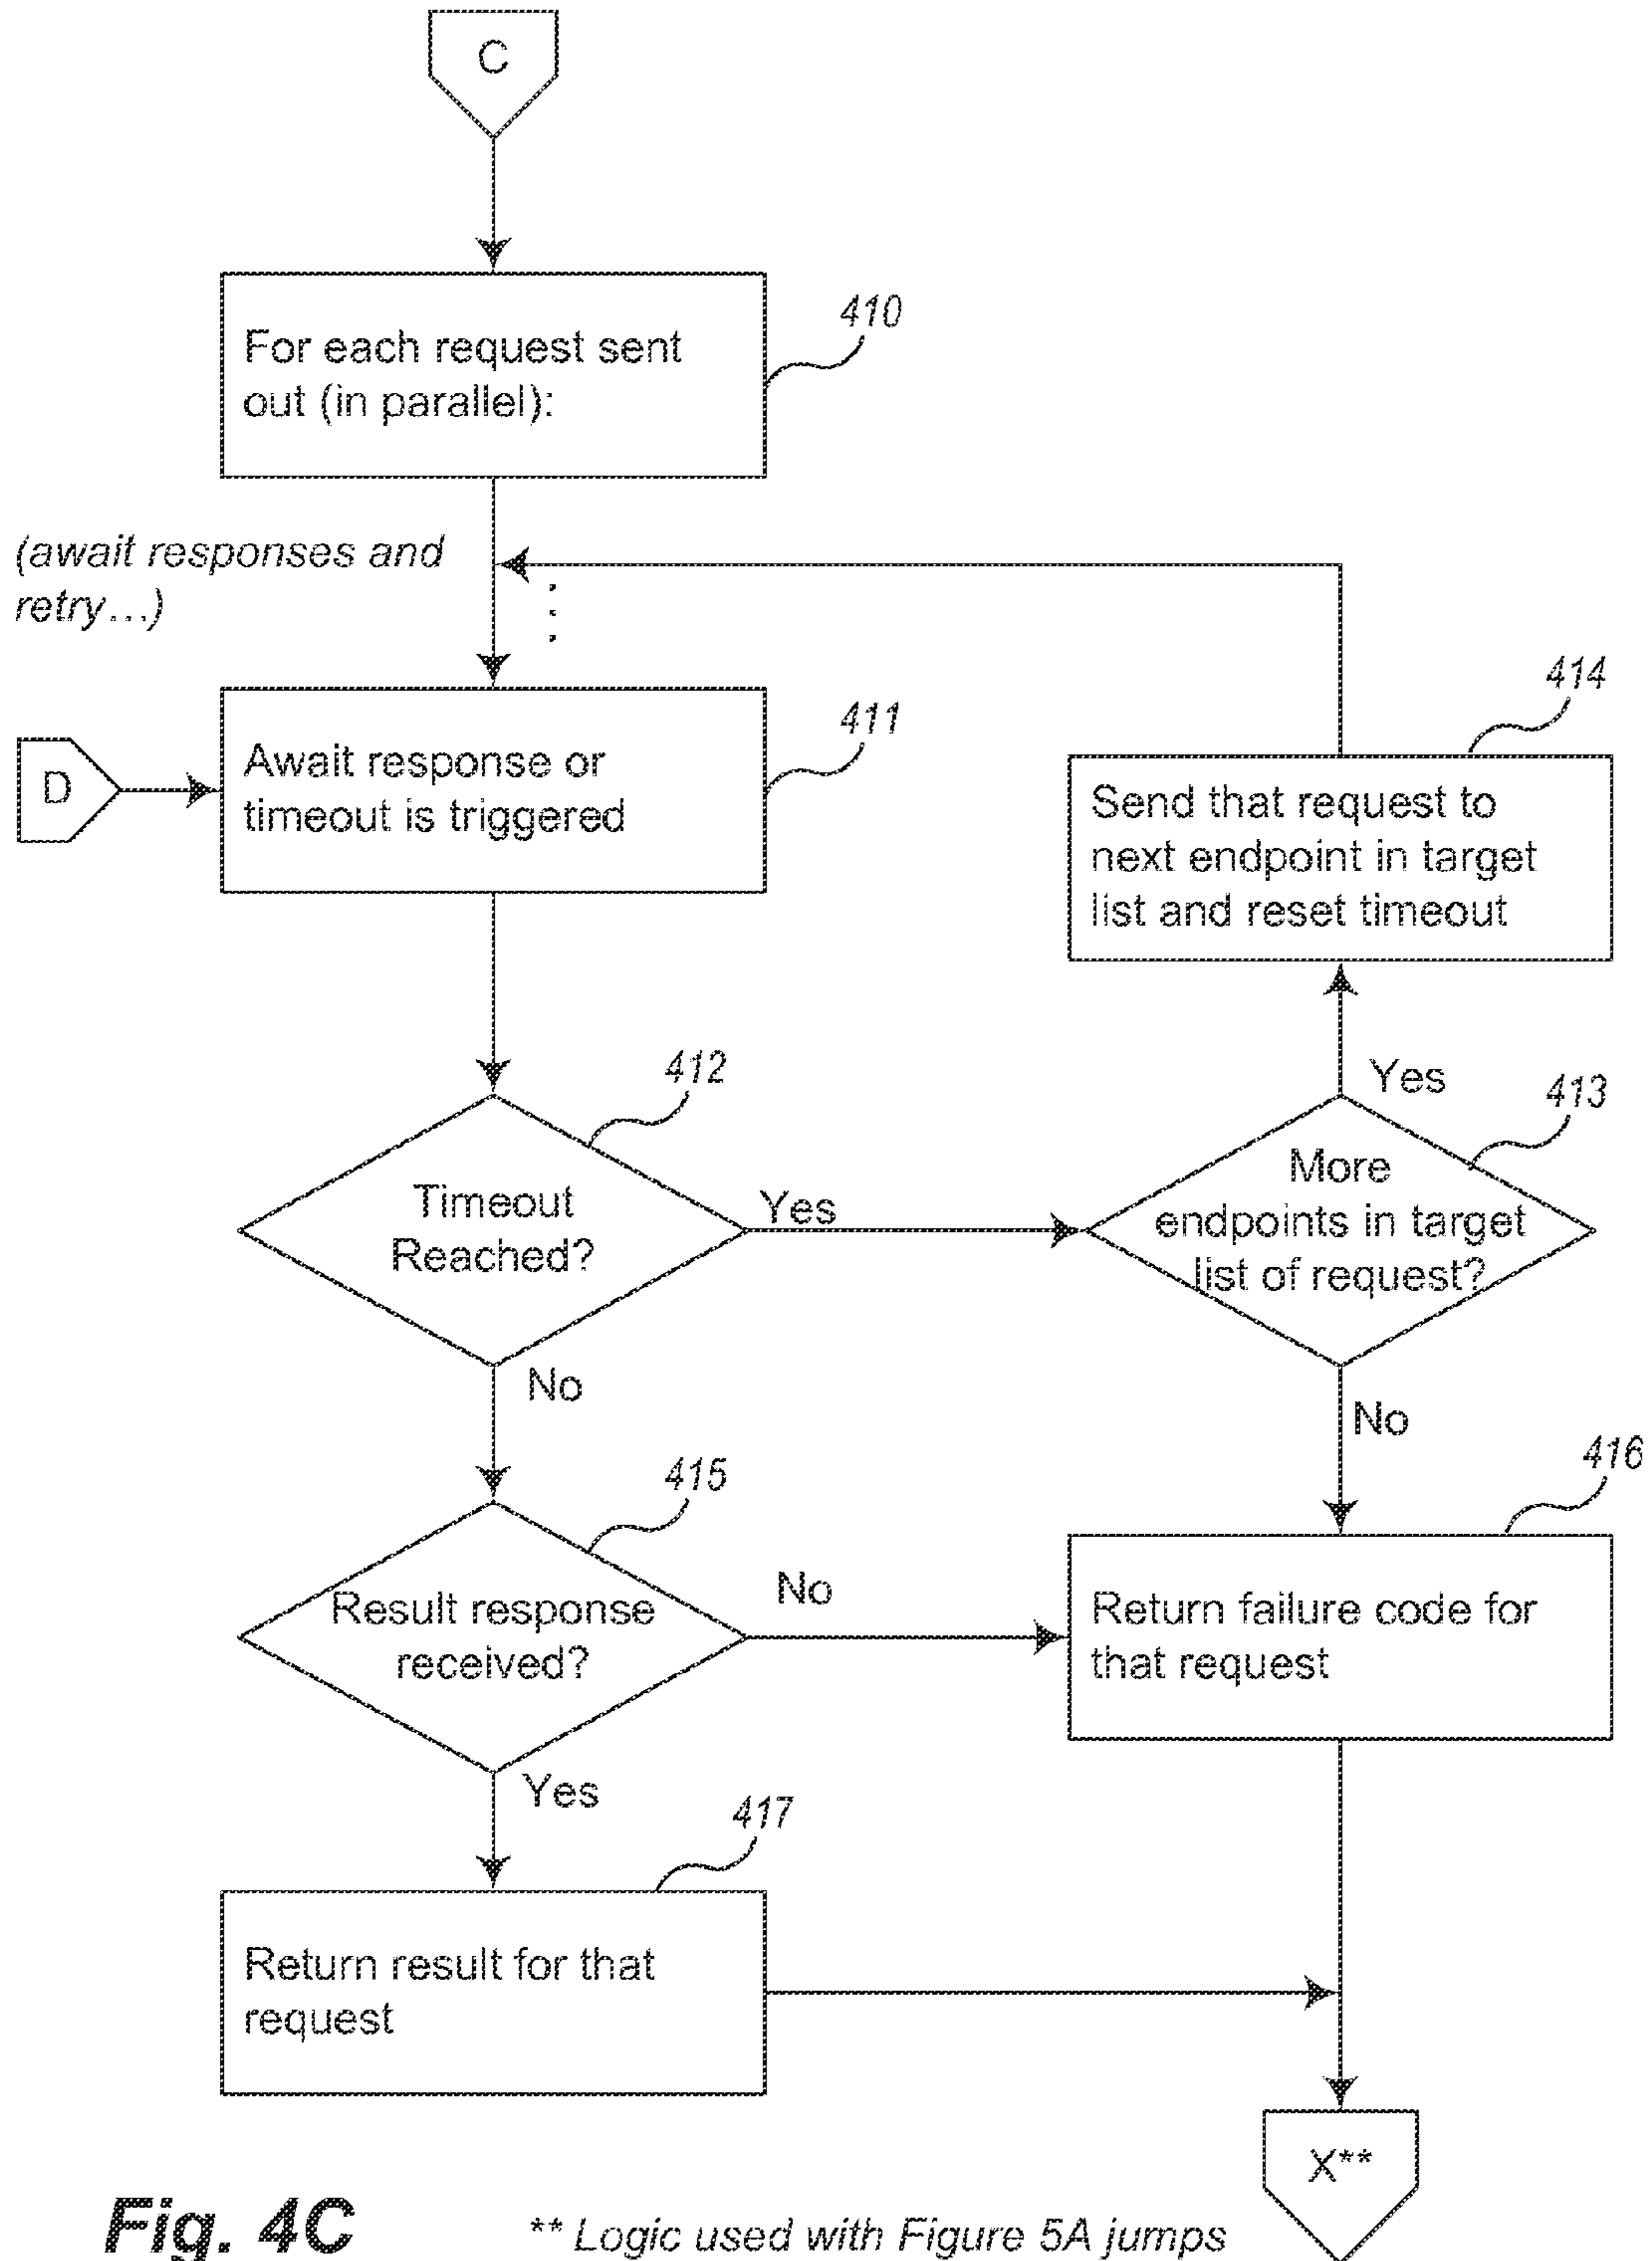 C
For each request sent
out (in parallel):
410
(await responses and
retry...)
D
Await response or
timeout is triggered
411
Send that request to
next endpoint in target
list and reset timeout
414
Timeout
Reached?
412
Yes
No
More
endpoints in target
list of request?
413
Yes
No
Result response
received?
415
No
Yes
Return failure code for
that request
416
Return result for that
request
417
X**
Fig. 4C
** Logic used with Figure 5A jumps